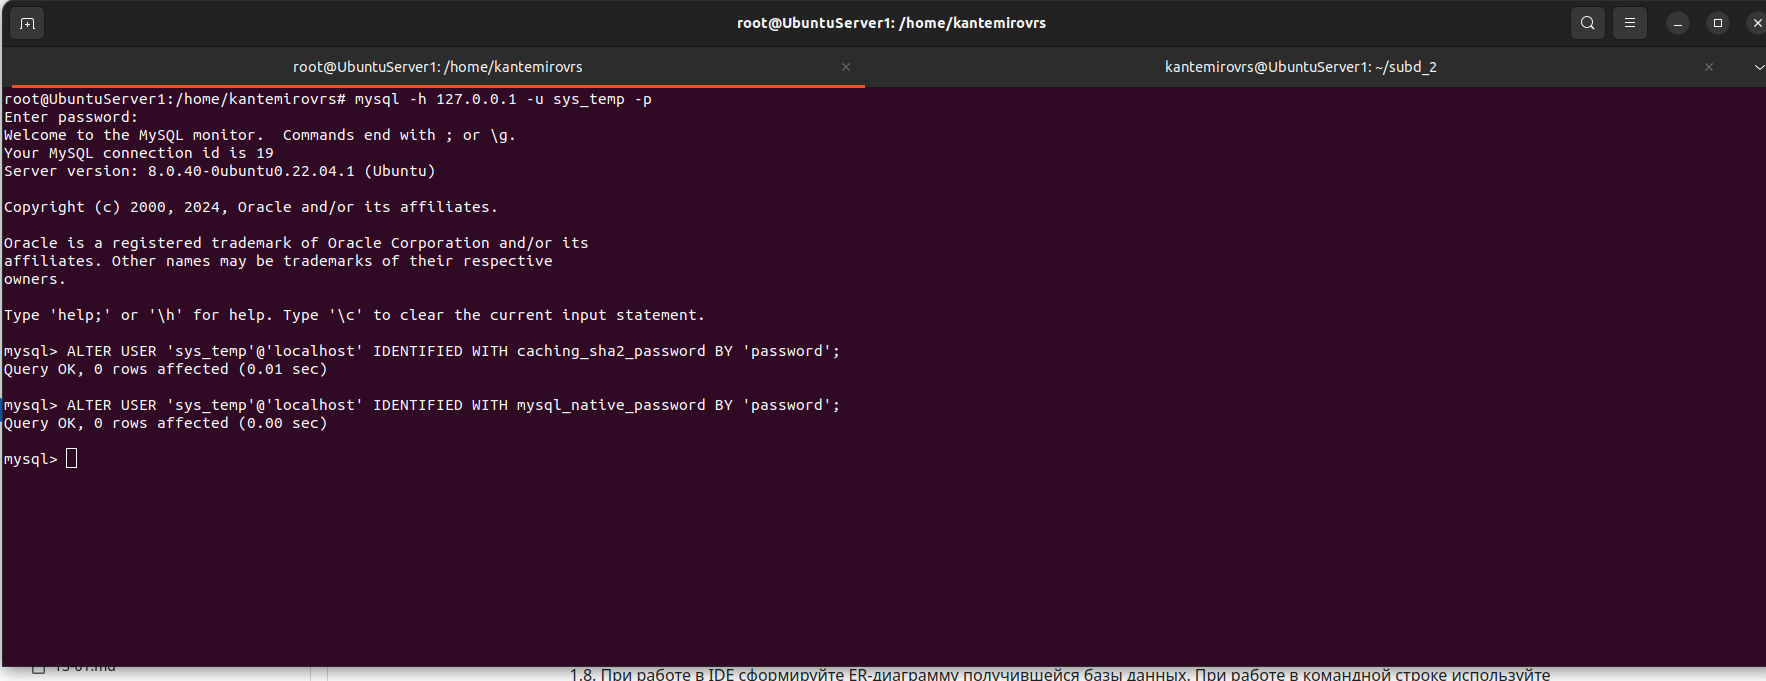 root@UbuntuServer1: /home/kantemirovrs
root@UbuntuServer1: /home/kantemirovrs
kantemirovrs@UbuntuServer1: ~/subd_2
root@UbuntuServer1:/home/kantemirovrs# mysql -h 127.0.0.1 -u sys_temp -p
Enter password:
Welcome to the MySQL monitor.  Commands end with ; or \g.
Your MySQL connection id is 19
Server version: 8.0.40-0ubuntu0.22.04.1 (Ubuntu)
Copyright (c) 2000, 2024, Oracle and/or its affiliates.
Oracle is a registered trademark of Oracle Corporation and/or its
affiliates. Other names may be trademarks of their respective
owners.
Type 'help;' or '\h' for help. Type '\c' to clear the current input statement.
mysql> ALTER USER 'sys_temp'@'localhost' IDENTIFIED WITH caching_sha2_password BY 'password';
Query OK, 0 rows affected (0.01 sec)
mysql> ALTER USER 'sys_temp'@'localhost' IDENTIFIED WITH mysql_native_password BY 'password';
Query OK, 0 rows affected (0.00 sec)
mysql>
1.8. При работе в IDE сформируйте ER-диаграмму получившейся базы данных. При работе в командной строке используйте